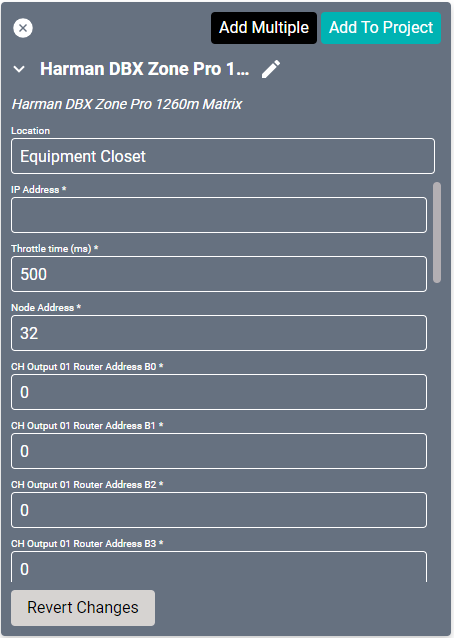 Add Multiple
Add To Project
Harman DBX Zone Pro 1...
Harman DBX Zone Pro 1260m Matrix
Location
Equipment Closet
IP Address *
Throttle time (ms) *
500
Node Address *
32
CH Output 01 Router Address B0 *
0
CH Output 01 Router Address B1 *
0
CH Output 01 Router Address B2 *
0
CH Output 01 Router Address B3 *
0
Revert Changes